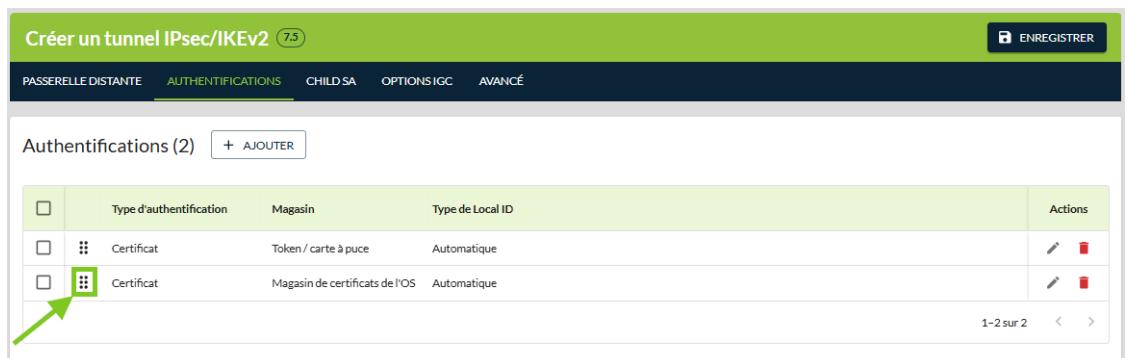 Créer un tunnel IPsec/IKEv2 7.5
ENREGISTRER
PASSERELLE DISTANTE AUTHENTIFICATIONS CHILD SA OPTIONS IGC AVANCÉ
Authentifications (2) + AJOUTER
Type d'authentification Magasin Type de Local ID Actions
Certificat Token / carte à puce Automatique
Certificat Magasin de certificats de l'OS Automatique
1–2 sur 2